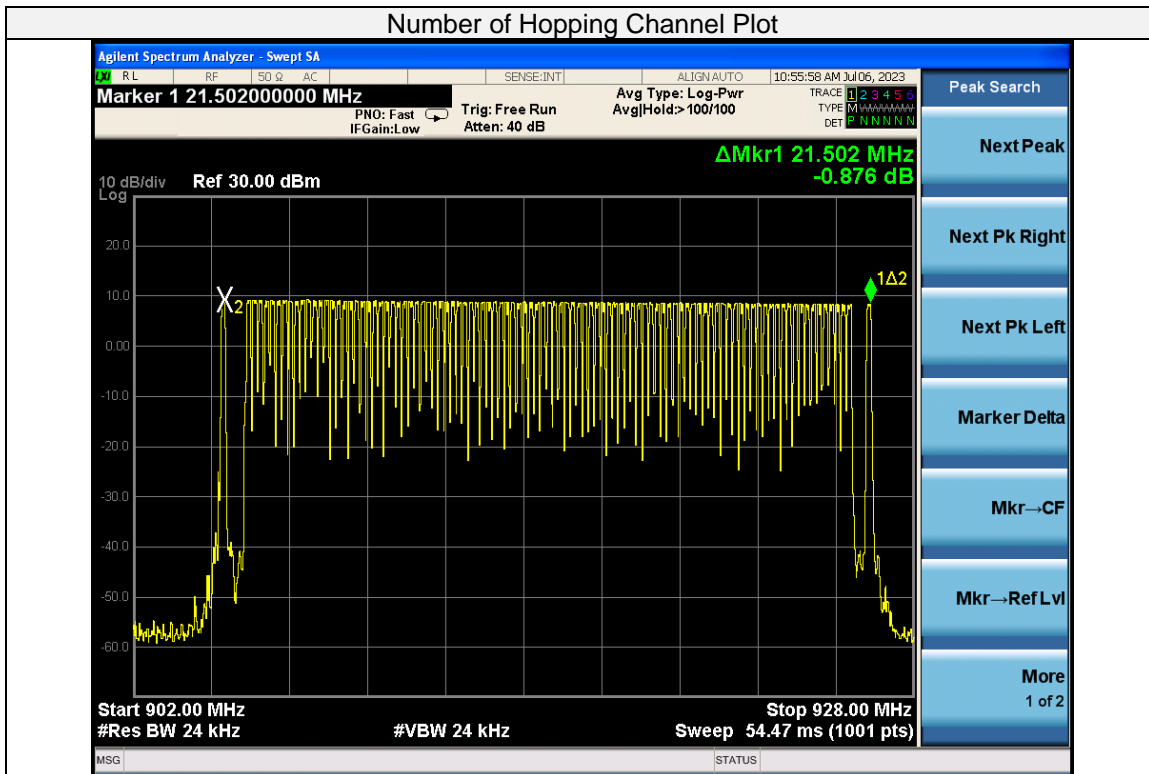 Number of Hopping Channel Plot
Agilent Spectrum Analyzer - Swept SA
LXI RL RF 50 Ω AC SENSE:INT ALIGN AUTO 10:55:58 AM Jul 06, 2023
Marker 1 21.502000000 MHz
PNO: Fast
IFGain:Low
Trig: Free Run
Atten: 40 dB
Avg Type: Log-Pwr
Avg|Hold:>100/100
TRACE 1 2 3 4 5 6
TYPE M
DET P N N N N N
Peak Search
Next Peak
Next Pk Right
Next Pk Left
Marker Delta
Mkr→CF
Mkr→Ref Lvl
More
1 of 2
ΔMkr1 21.502 MHz
-0.876 dB
10 dB/div Ref 30.00 dBm
Log
20.0
10.0
0.00
-10.0
-20.0
-30.0
-40.0
-50.0
-60.0
X2
1Δ2
Start 902.00 MHz Stop 928.00 MHz
#Res BW 24 kHz #VBW 24 kHz Sweep 54.47 ms (1001 pts)
MSG STATUS